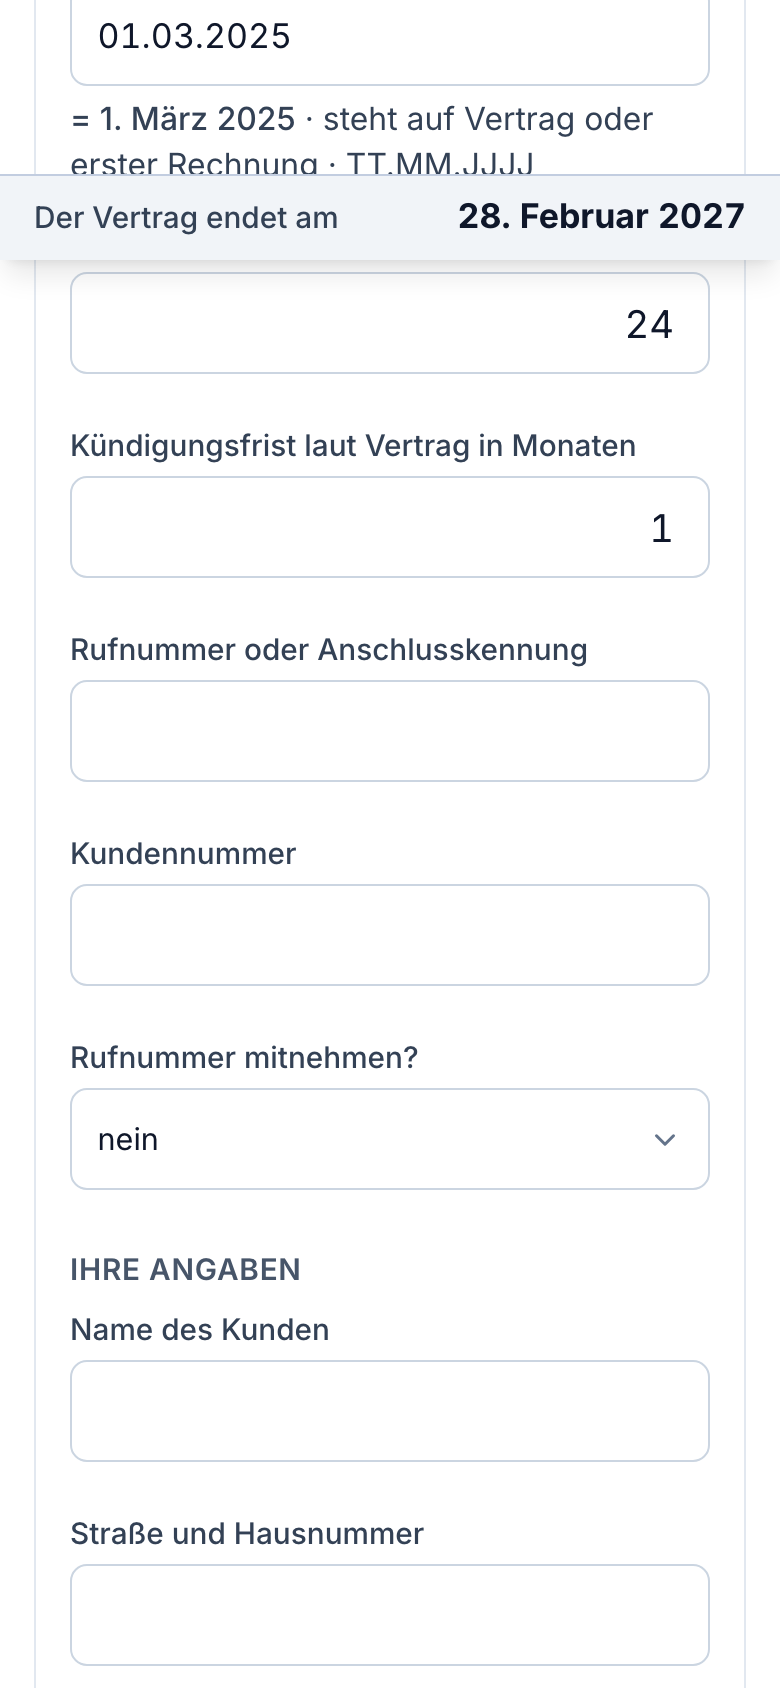 01.03.2025
= 1. März 2025 · steht auf Vertrag oder
erster Rechnung · TT.MM.JJJJ
Der Vertrag endet am 28. Februar 2027
24
Kündigungsfrist laut Vertrag in Monaten
1
Rufnummer oder Anschlusskennung
Kundennummer
Rufnummer mitnehmen?
nein
IHRE ANGABEN
Name des Kunden
Straße und Hausnummer